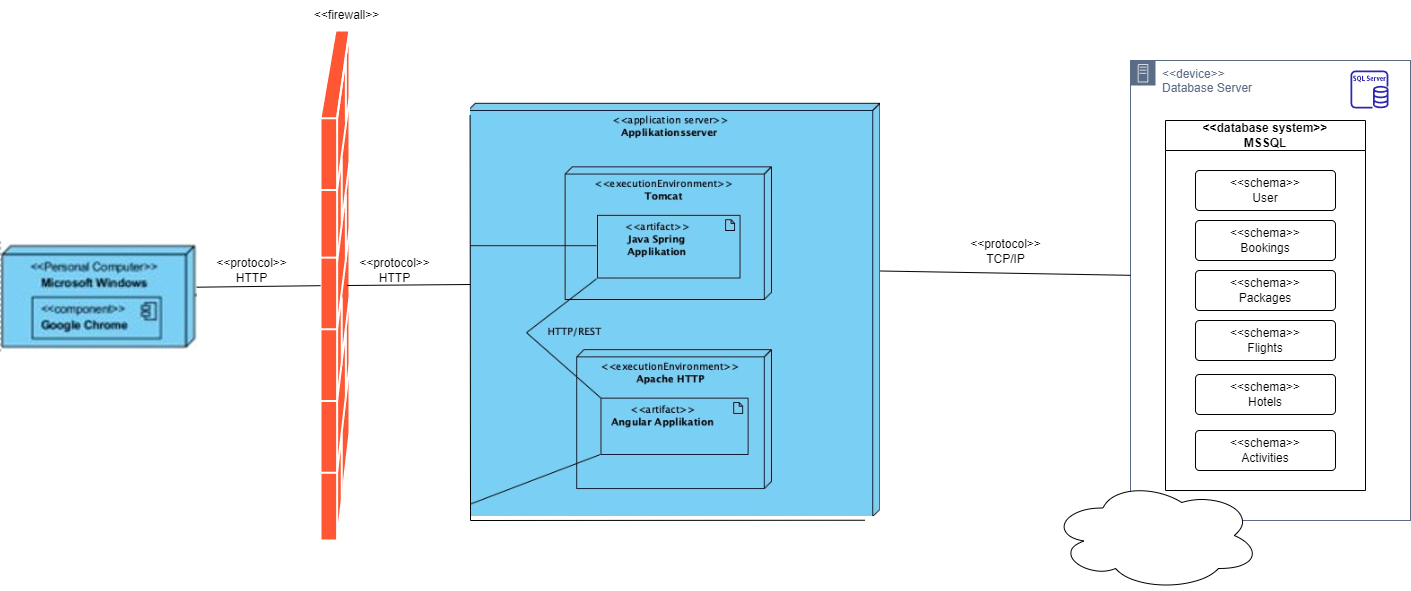 <<firewall>>
<<Personal Computer>>
Microsoft Windows
<<component>>
Google Chrome
<<protocol>>
HTTP
<<protocol>>
HTTP
<<application server>>
Applikationsserver
<<executionEnvironment>>
Tomcat
<<artifact>>
Java Spring
Applikation
HTTP/REST
<<executionEnvironment>>
Apache HTTP
<<artifact>>
Angular Applikation
<<protocol>>
TCP/IP
<<device>>
Database Server
SQL Server
<<database system>>
MSSQL
<<schema>>
User
<<schema>>
Bookings
<<schema>>
Packages
<<schema>>
Flights
<<schema>>
Hotels
<<schema>>
Activities